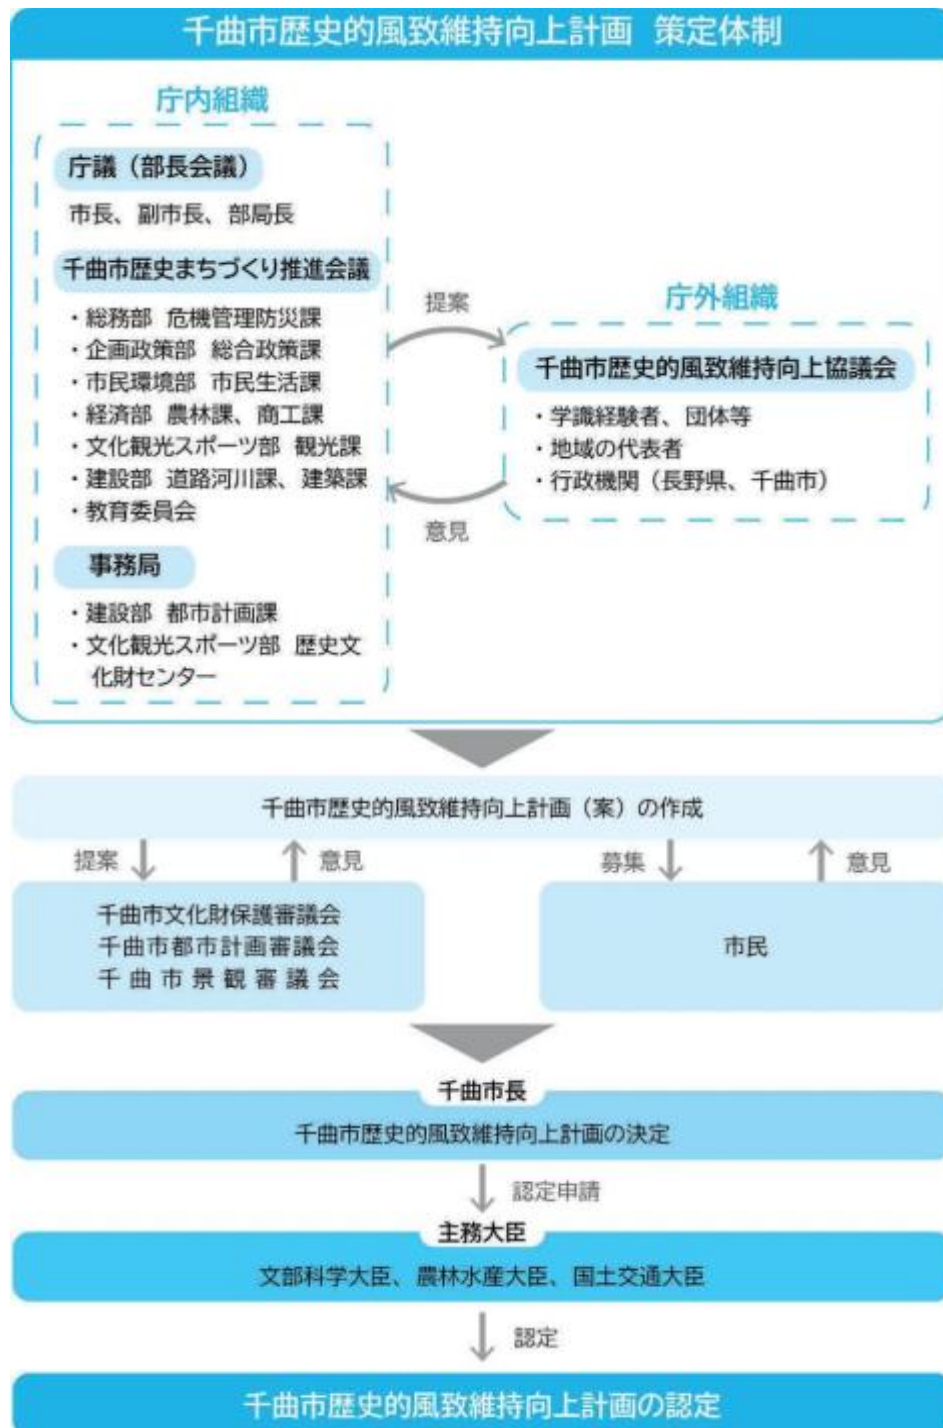 千曲市歴史的風致維持向上計画 策定体制
庁内組織
庁議（部長会議）
市長、副市長、部局長
千曲市歴史まちづくり推進会議
・総務部 危機管理防災課
・企画政策部 総合政策課
・市民環境部 市民生活課
・経済部 農林課、商工課
・文化観光スポーツ部 観光課
・建設部 道路河川課、建築課
・教育委員会
事務局
・建設部 都市計画課
・文化観光スポーツ部 歴史文
化財センター
提案
意見
庁外組織
千曲市歴史的風致維持向上協議会
・学識経験者、団体等
・地域の代表者
・行政機関（長野県、千曲市）
千曲市歴史的風致維持向上計画（案）の作成
提案
意見
募集
意見
千曲市文化財保護審議会
千曲市都市計画審議会
千曲市景観審議会
市民
千曲市長
千曲市歴史的風致維持向上計画の決定
認定申請
主務大臣
文部科学大臣、農林水産大臣、国土交通大臣
認定
千曲市歴史的風致維持向上計画の認定